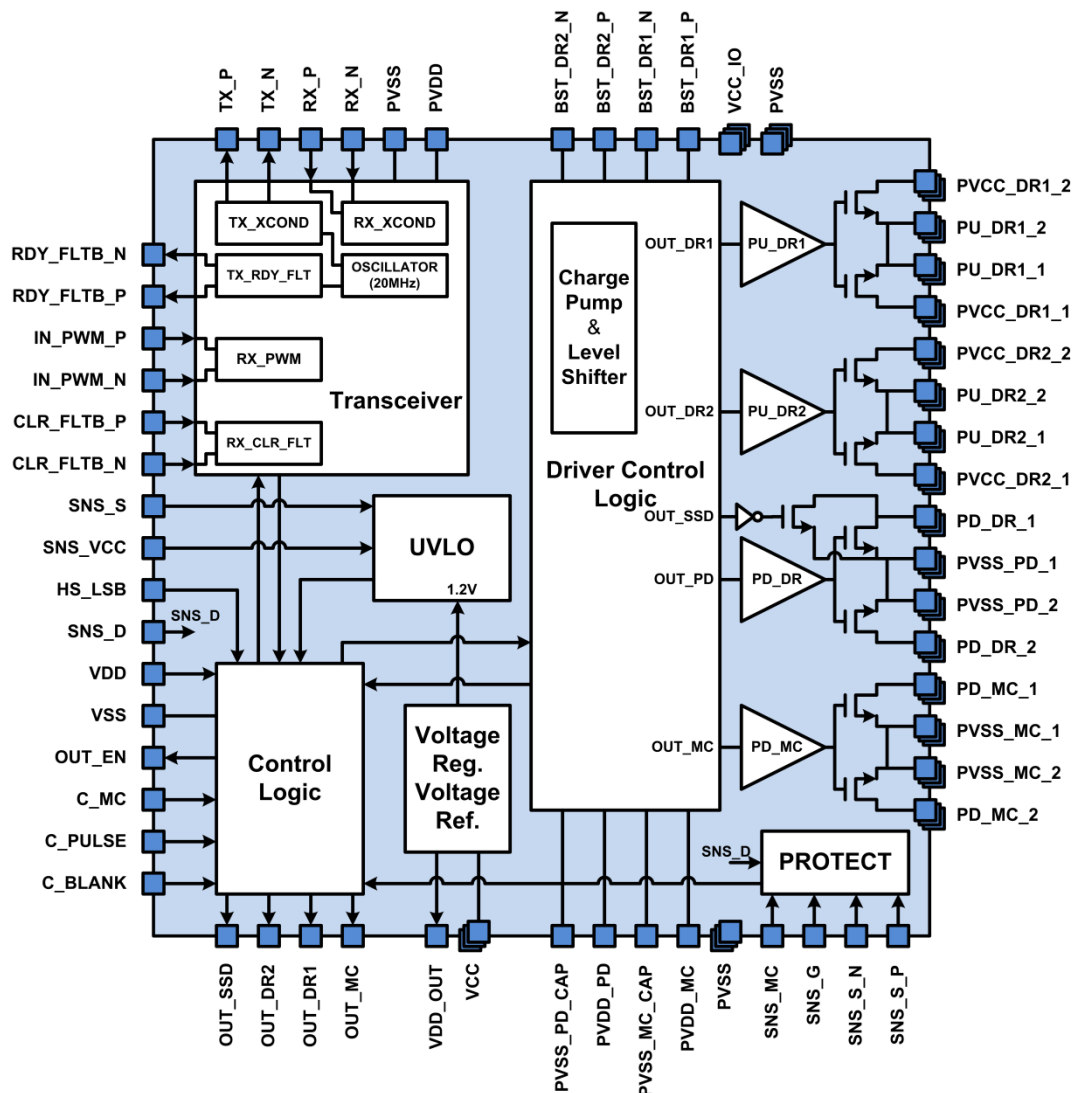 TX_P
TX_N
RX_P
RX_N
PVSS
PVDD
BST_DR2_N
BST_DR2_P
BST_DR1_N
BST_DR1_P
VCC_IO
PVSS
RDY_FLTB_N
RDY_FLTB_P
IN_PWM_P
IN_PWM_N
CLR_FLTB_P
CLR_FLTB_N
SNS_S
SNS_VCC
HS_LSB
SNS_D
VDD
VSS
OUT_EN
C_MC
C_PULSE
C_BLANK
TX_XCOND
RX_XCOND
TX_RDY_FLT
OSCILLATOR
(20MHz)
RX_PWM
Transceiver
RX_CLR_FLT
UVLO
1.2V
SNS_D
Control
Logic
Voltage
Reg.
Voltage
Ref.
Charge
Pump
&
Level
Shifter
Driver Control
Logic
OUT_DR1
OUT_DR2
OUT_SSD
OUT_PD
OUT_MC
PU_DR1
PU_DR2
PD_DR
PD_MC
SNS_D
PROTECT
PVCC_DR1_2
PU_DR1_2
PU_DR1_1
PVCC_DR1_1
PVCC_DR2_2
PU_DR2_2
PU_DR2_1
PVCC_DR2_1
PD_DR_1
PVSS_PD_1
PVSS_PD_2
PD_DR_2
PD_MC_1
PVSS_MC_1
PVSS_MC_2
PD_MC_2
OUT_SSD
OUT_DR2
OUT_DR1
OUT_MC
VDD_OUT
VCC
PVSS_PD_CAP
PVDD_PD
PVSS_MC_CAP
PVDD_MC
PVSS
SNS_MC
SNS_G
SNS_S_N
SNS_S_P